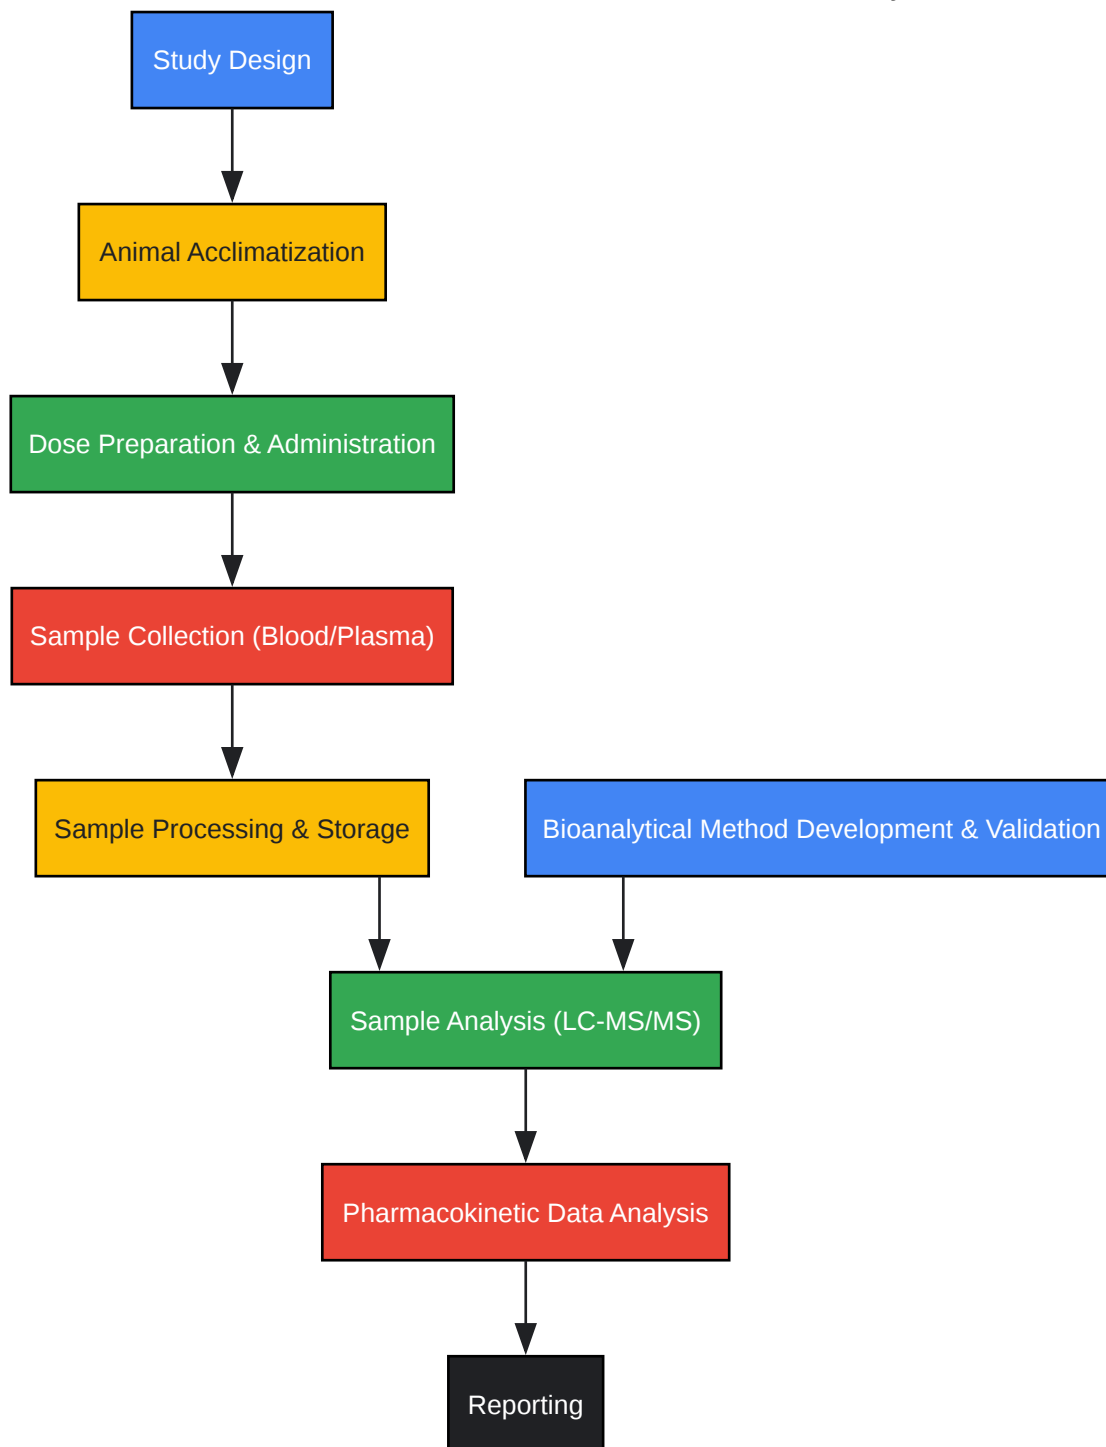 Study Design
Animal Acclimatization
Dose Preparation & Administration
Sample Collection (Blood/Plasma)
Sample Processing & Storage
Bioanalytical Method Development & Validation
Sample Analysis (LC-MS/MS)
Pharmacokinetic Data Analysis
Reporting